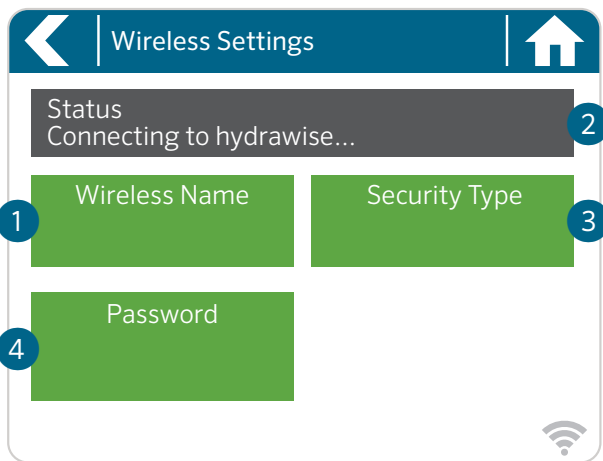 Wireless Settings
Status
Connecting to hydrawise...
2
Wireless Name
1
Security Type
3
Password
4